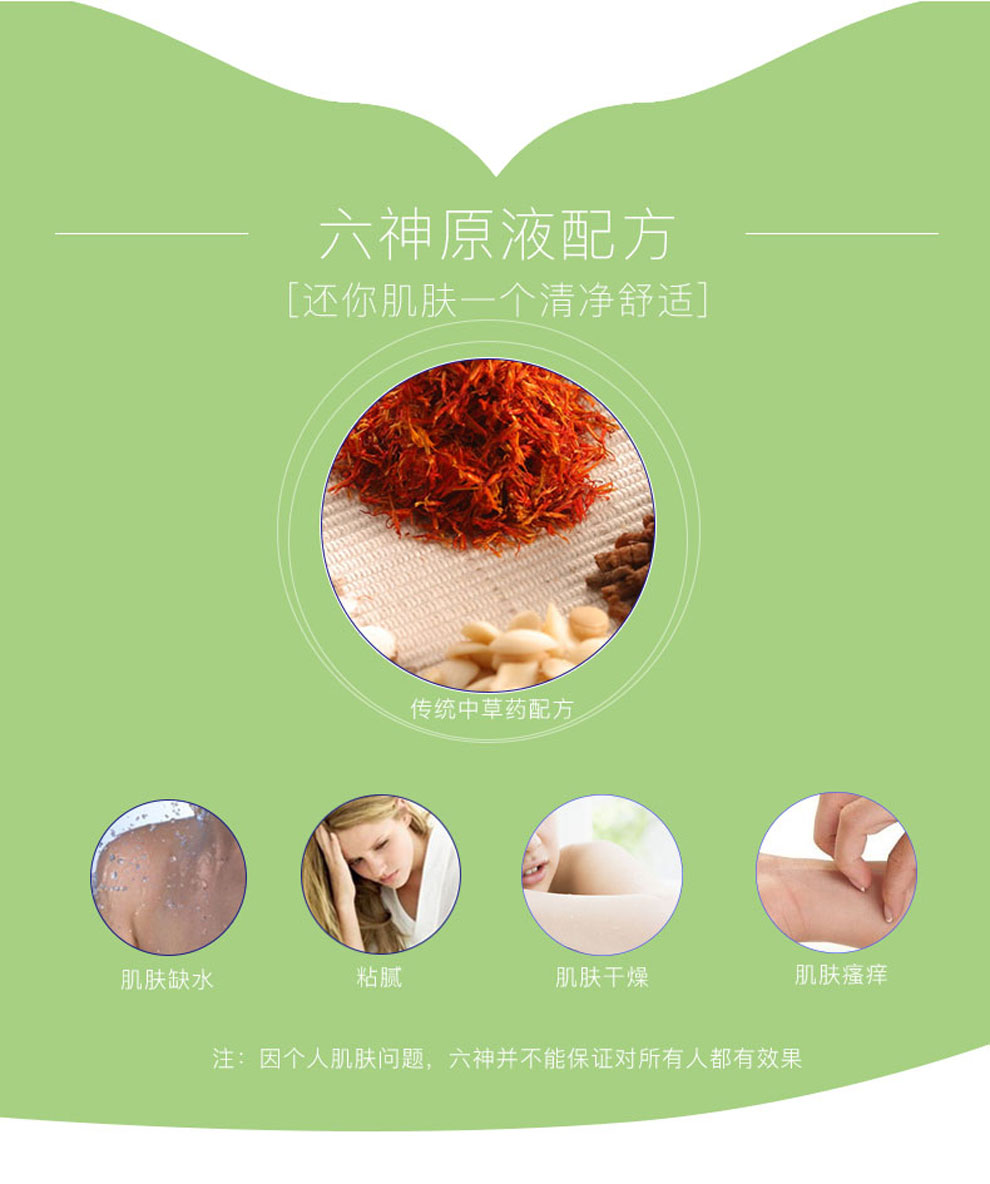 六神原液配方
[还你肌肤一个清净舒适]
传统中草药配方
肌肤缺水
粘腻
肌肤干燥
肌肤瘙痒
注：因个人肌肤问题，六神并不能保证对所有人都有效果